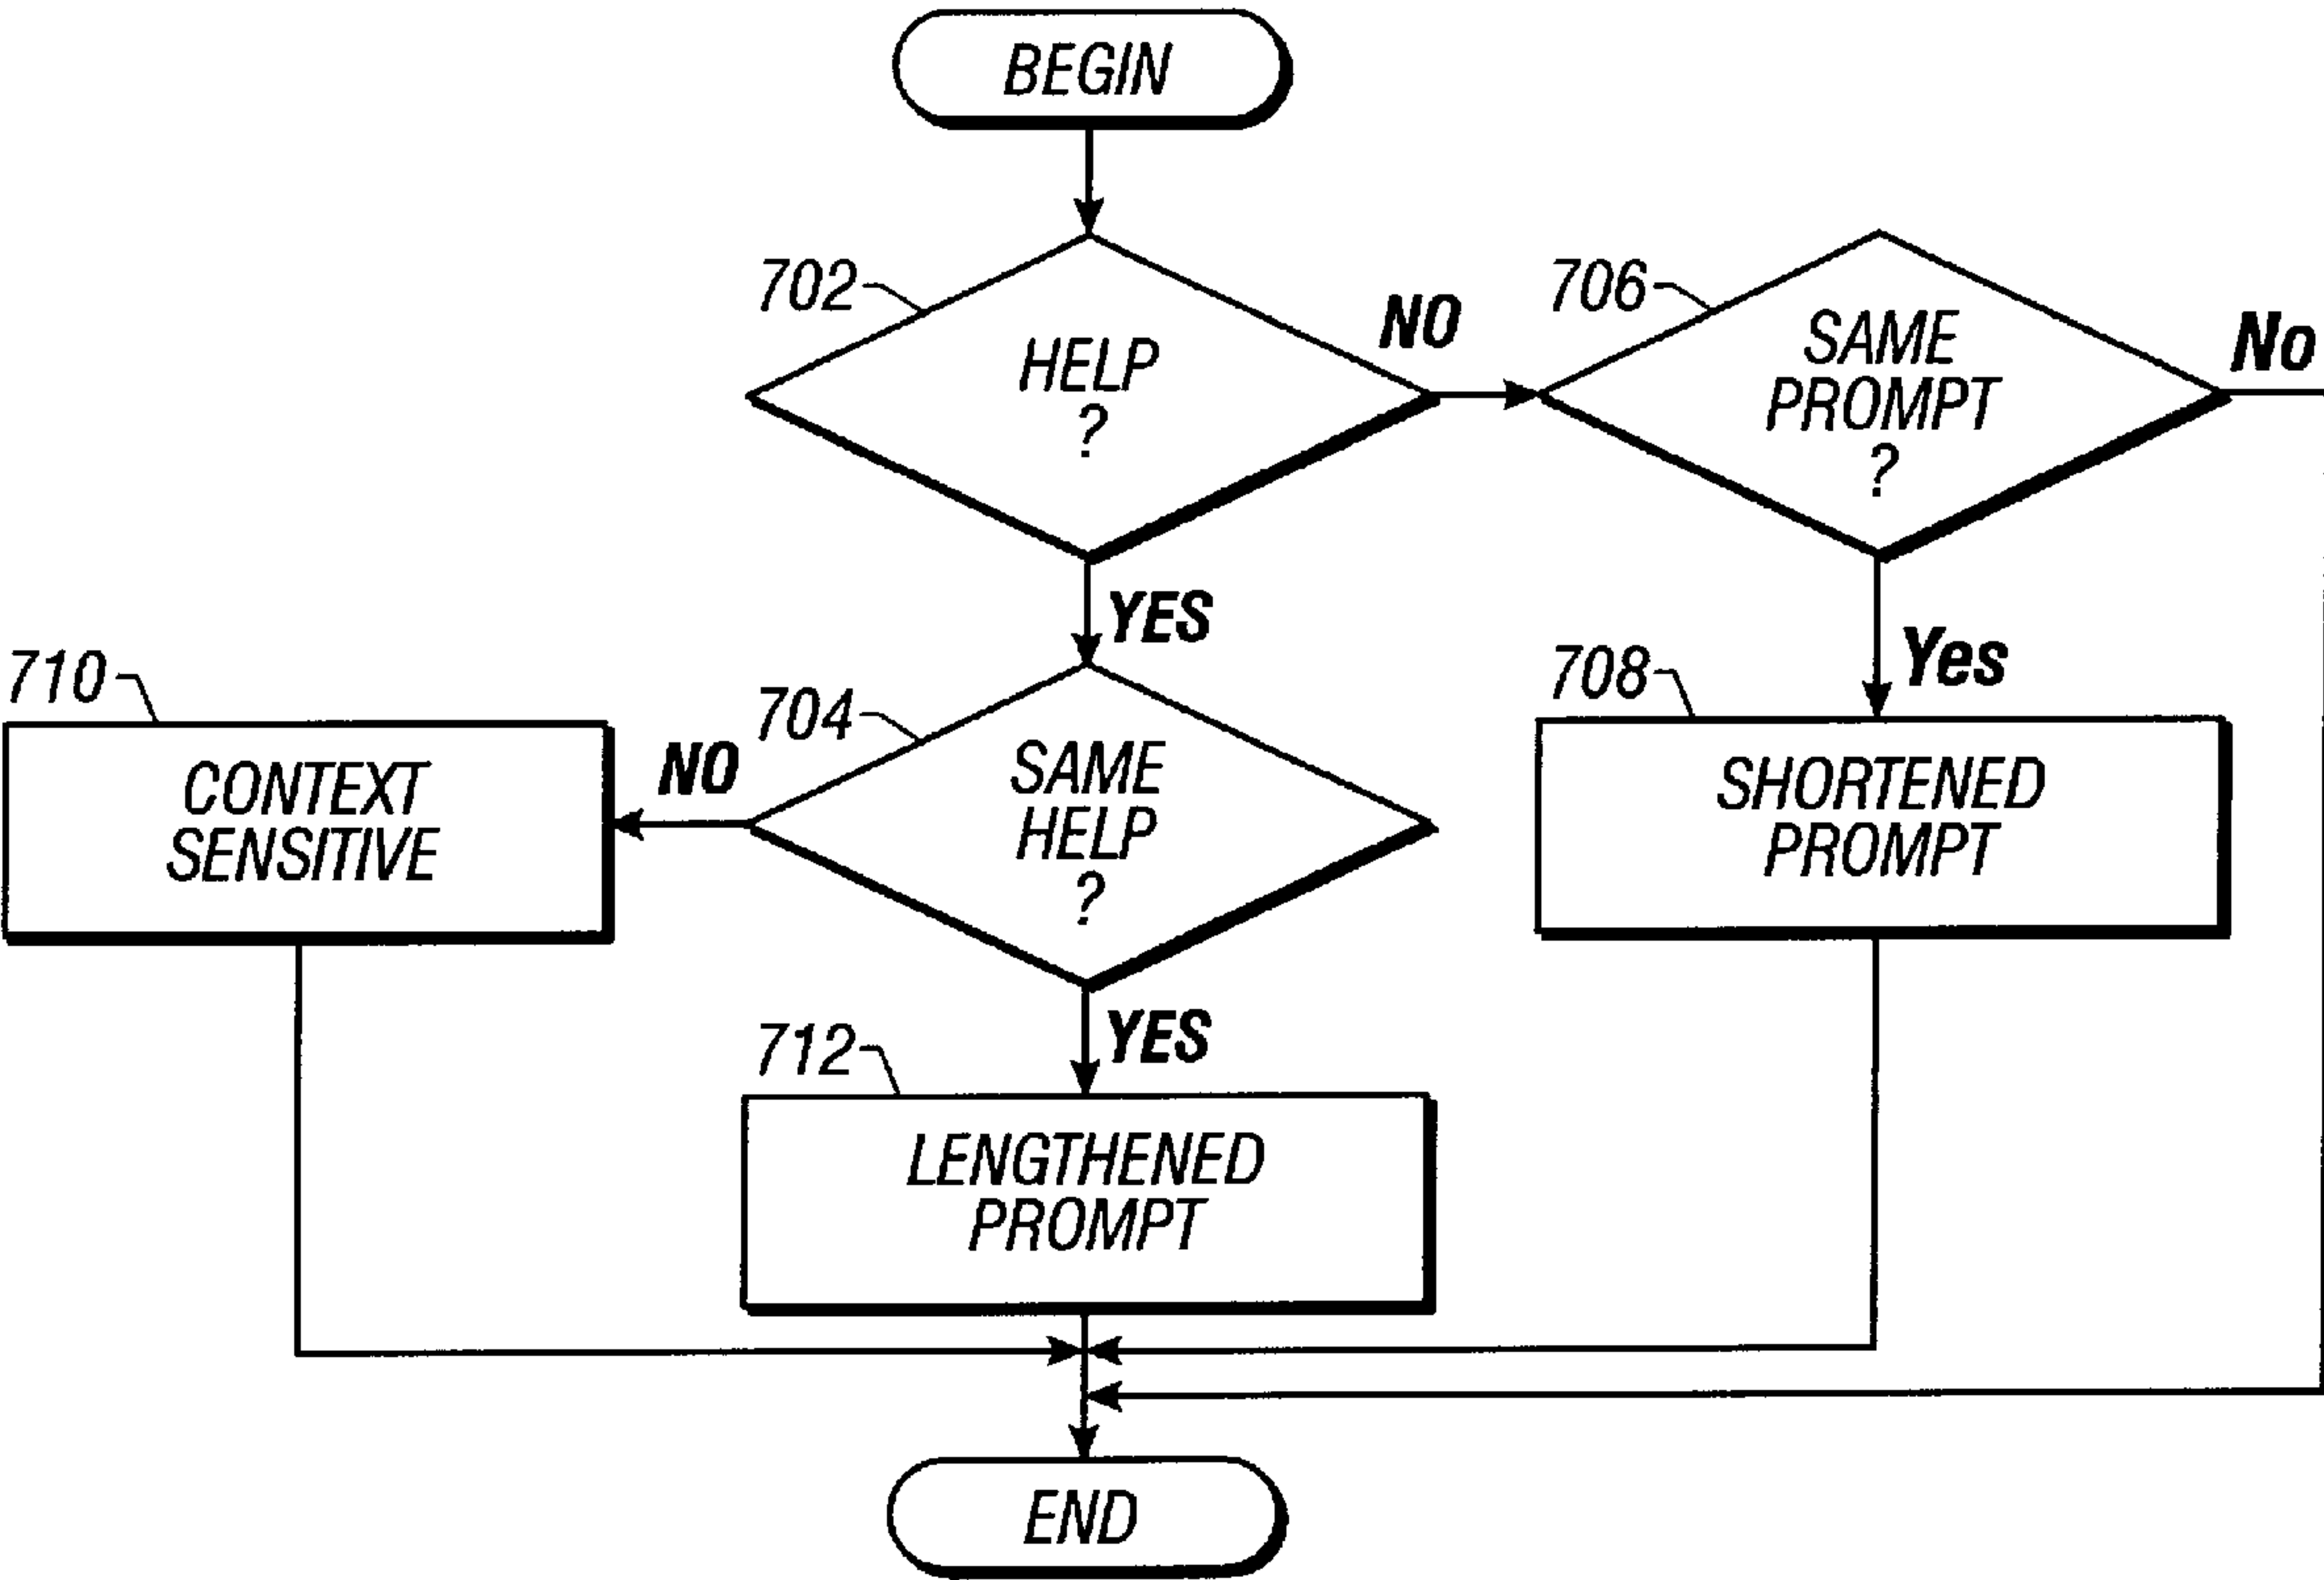 BEGIN
702
HELP
?
NO
706
SAME
PROMPT
?
No
YES
Yes
710
CONTEXT
SENSITIVE
NO
704
SAME
HELP
?
708
SHORTENED
PROMPT
YES
712
LENGTHENED
PROMPT
END